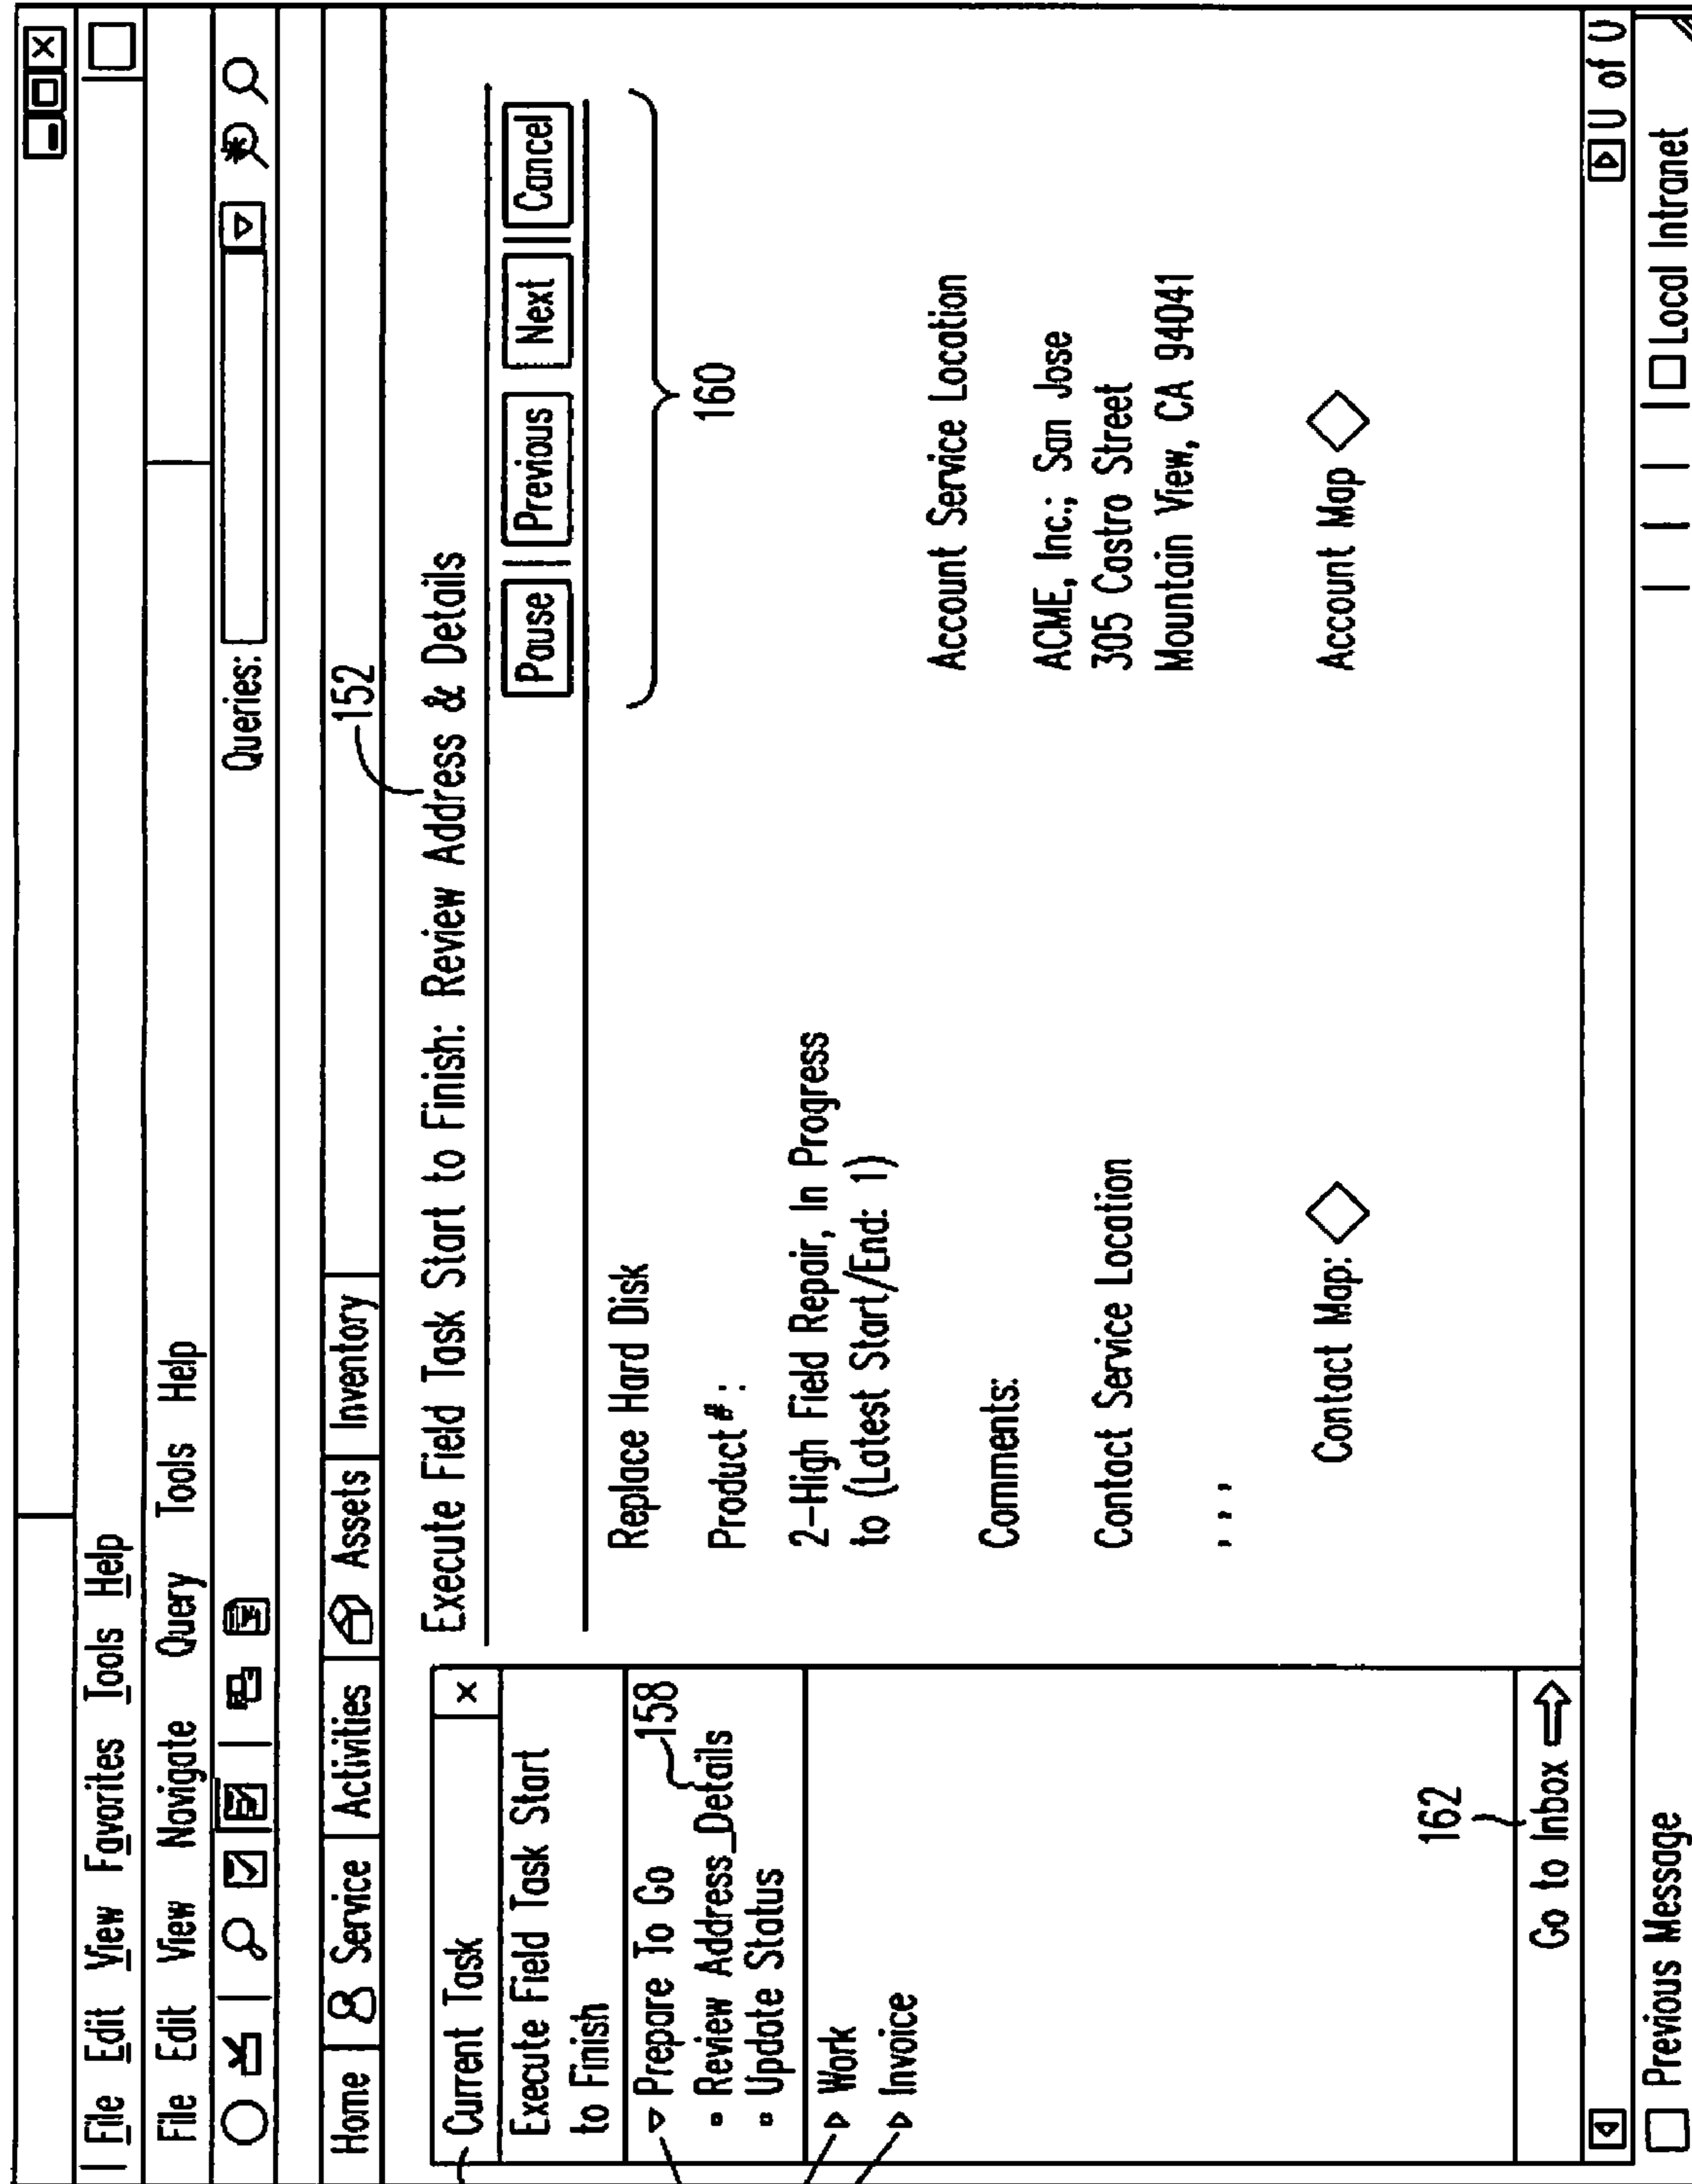 File Edit View Favorites Tools Help
File Edit View Navigate Query Tools Help
Queries:
Home Service Activities Assets Inventory
152
Current Task
×
Execute Field Task Start
to Finish
Prepare To Go
158
Review Address_Details
Update Status
Work
Invoice
162
Go to Inbox
Execute Field Task Start to Finish: Review Address & Details
Pause Previous Next Cancel
160
Replace Hard Disk
Product #:
2-High Field Repair, In Progress
to (Latest Start/End: 1)
Comments:
Contact Service Location
, , ,
Contact Map:
Account Service Location
ACME, Inc.; San Jose
305 Castro Street
Mountain View, CA 94041
Account Map
0 of 0
Previous Message
Local Intranet